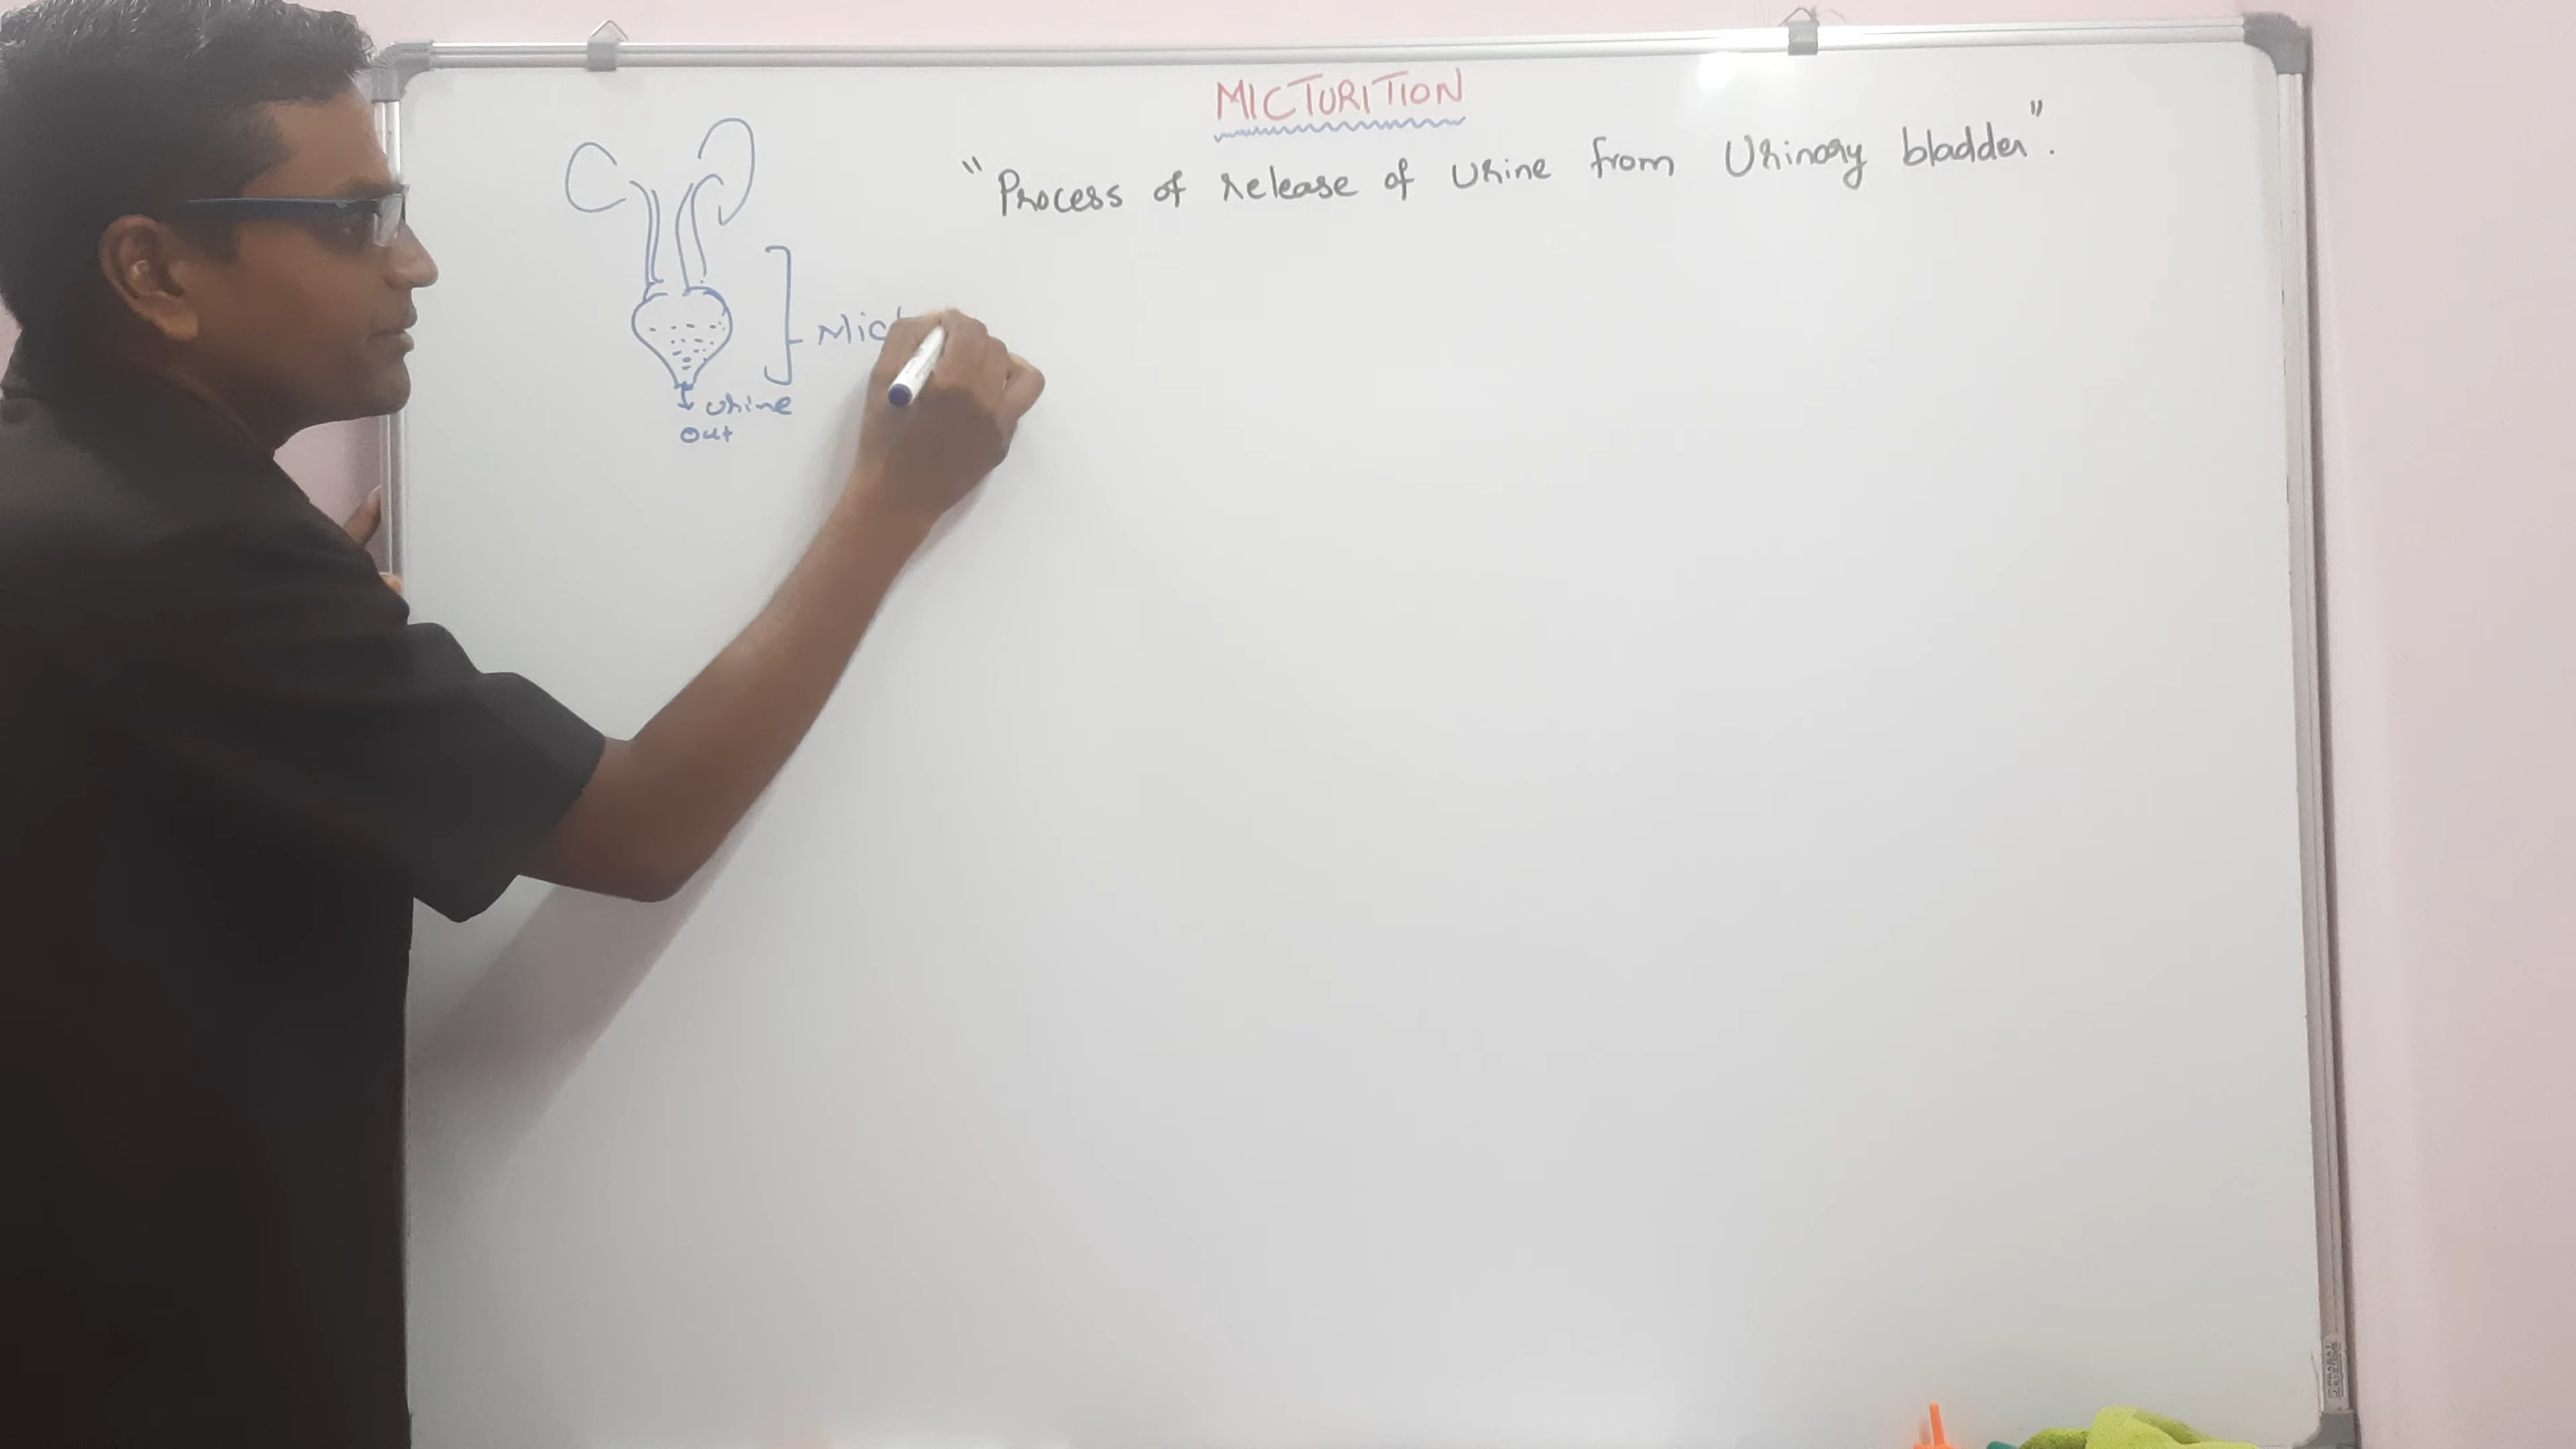 MICTURITION
"Process of release of Urine from Urinary bladder".
Mic
urine
out